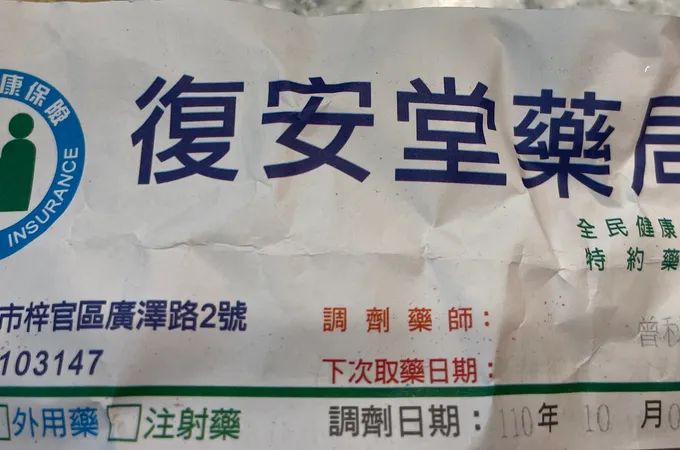 康保險
INSURANCE
復安堂藥局
全民健康
特約藥
市梓官區廣澤路2號
調劑藥師：
103147
下次取藥日期：
外用藥 注射藥 調劑日期：110年 10 月0